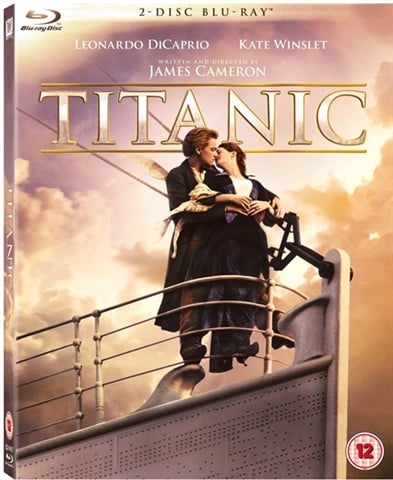 Blu-ray Disc
2-DISC BLU-RAY™
LEONARDO DICAPRIO KATE WINSLET
WRITTEN AND DIRECTED BY
JAMES CAMERON
TITANIC
TITANIC
12
12